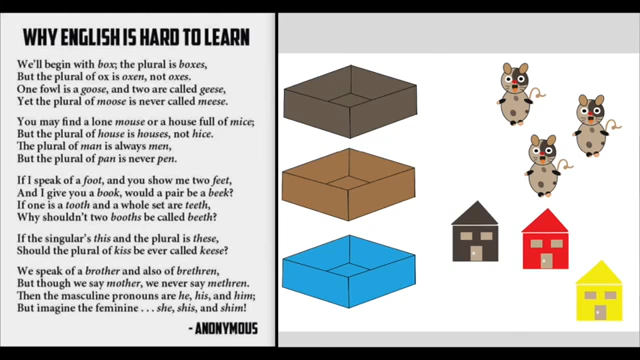 WHY ENGLISH IS HARD TO LEARN
We'll begin with box; the plural is boxes,
But the plural of ox is oxen, not oxes.
One fowl is a goose, and two are called geese,
Yet the plural of moose is never called meese.
You may find a lone mouse or a house full of mice;
But the plural of house is houses, not hice.
The plural of man is always men,
But the plural of pan is never pen.
If I speak of a foot, and you show me two feet,
And I give you a book, would a pair be a beek?
If one is a tooth and a whole set are teeth,
Why shouldn't two booths be called beeth?
If the singular's this and the plural is these,
Should the plural of kiss be ever called keese?
We speak of a brother and also of brethren,
But though we say mother, we never say methren.
Then the masculine pronouns are he, his, and him;
But imagine the feminine . . . she, shis, and shim!
- ANONYMOUS